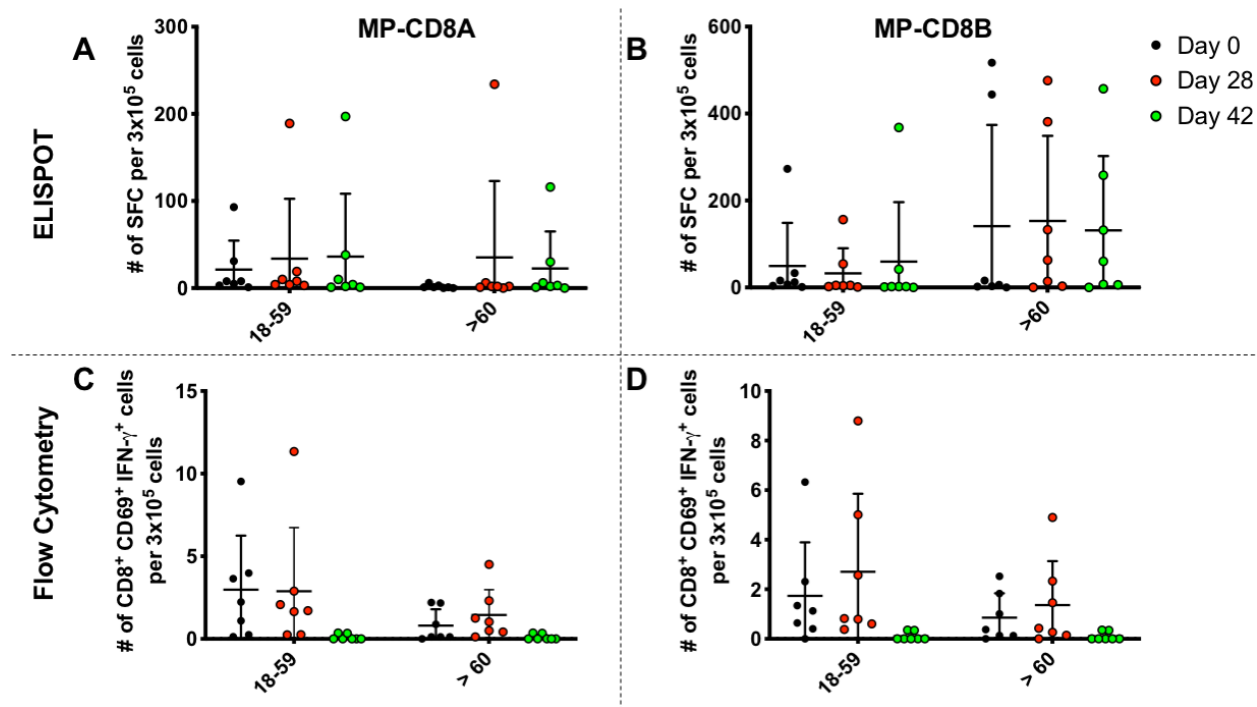 A
MP-CD8A
B
MP-CD8B
Day 0
Day 28
Day 42
ELISPOT
# of SFC per 3x10⁵ cells
300
200
100
0
18-59
>60
# of SFC per 3x10⁵ cells
600
400
200
0
18-59
>60
C
D
Flow Cytometry
# of CD8⁺ CD69⁺ IFN-γ⁺ cells
per 3x10⁵ cells
15
10
5
0
18-59
> 60
# of CD8⁺ CD69⁺ IFN-γ⁺ cells
per 3x10⁵ cells
10
8
6
4
2
0
18-59
> 60